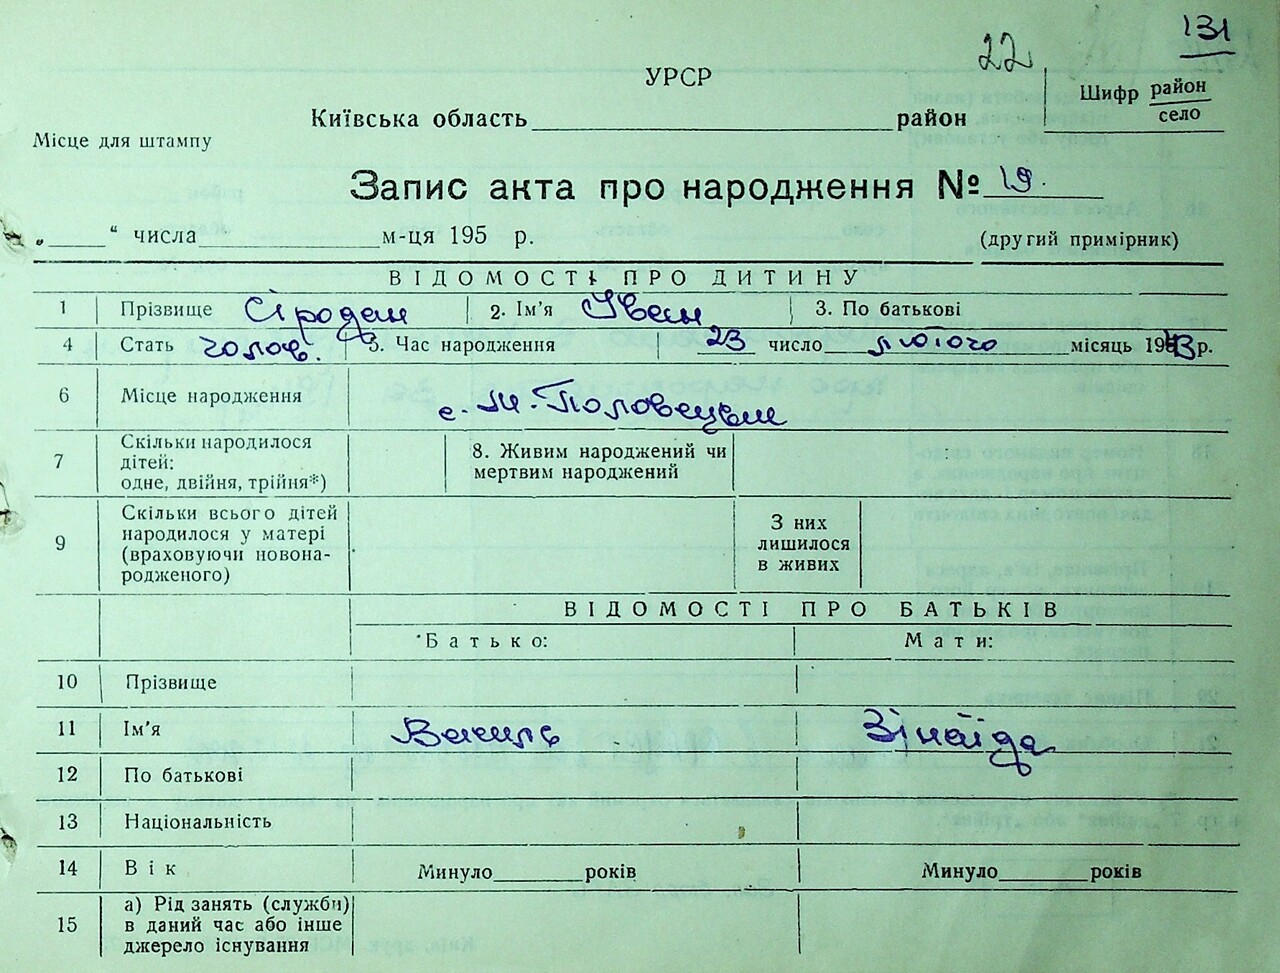 131
22
УРСР
Шифр район
село
Київська область район
Місце для штампу
Запис акта про народження № 19.
„ “ числа м-ця 195 р.
(другий примірник)
ВІДОМОСТІ ПРО ДИТИНУ
1 Прізвище Сіродан 2. Ім'я Іван 3. По батькові
4 Стать чолов. 5. Час народження 23 число лютого місяць 1943 р.
6 Місце народження с. М-Половецьки
7 Скільки народилося
дітей:
одне, двійня, трійня*)
8. Живим народжений чи
мертвим народжений
9 Скільки всього дітей
народилося у матері
(враховуючи новона-
родженого)
З них
лишилося
в живих
ВІДОМОСТІ ПРО БАТЬКІВ
Батько: Мати:
10 Прізвище
11 Ім'я Василь Зінаїда
12 По батькові
13 Національність
14 Вік Минуло років Минуло років
15 а) Рід занять (служби)
в даний час або інше
джерело існування